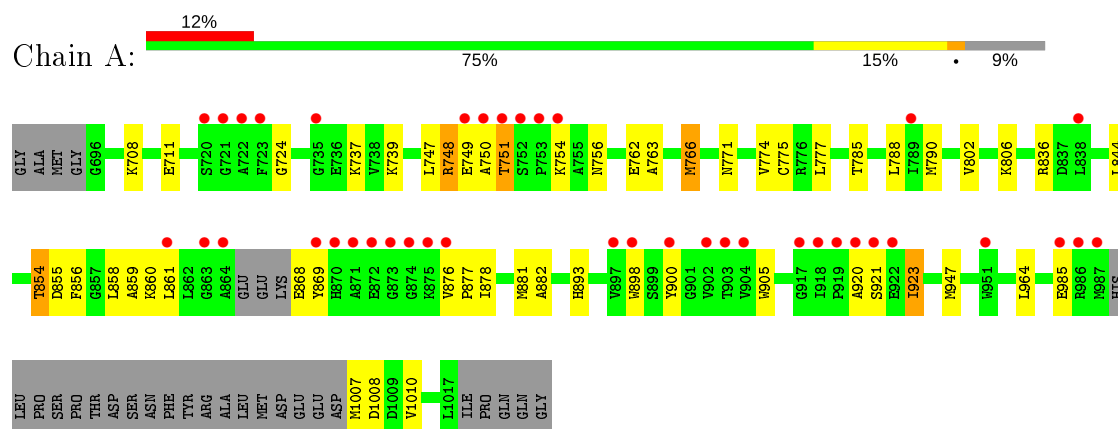 12%
Chain A:
75% 15% • 9%
GLY ALA MET GLY G696 K708 E711 S720 G721 A722 F723 G724 G735 E736 K737 V738 K739 L747 R748 E749 A750 T751 S752 P753 K754 A755 N756 E762 A763 M766 N771 V774 C775 R776 L777 T785 L788 I789 M790 V802 K806 R836 D837 L838 L844
T854 D855 F856 G857 L858 A859 K860 L861 L862 G863 A864 GLU GLU LYS E868 Y869 H870 A871 E872 G873 G874 K875 V876 P877 I878 M881 A882 H893 V897 W898 S899 Y900 G901 V902 T903 V904 W905 G917 I918 P919 A920 S921 E922 I923 M947 W951 L964 E985 R986 M987 HIS
LEU PRO SER PRO THR ASP SER ASN PHE TYR ARG ALA LEU MET ASP GLU GLU ASP M1007 D1008 D1009 V1010 L1017 ILE PRO GLN GLN GLY